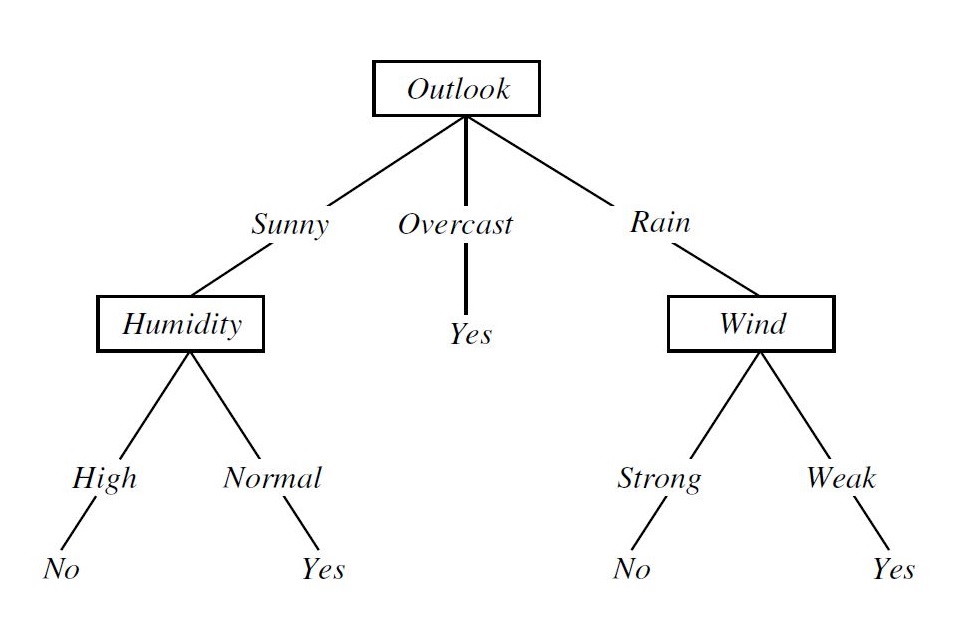 Outlook
Sunny Overcast Rain
Humidity Yes Wind
High Normal Strong Weak
No Yes No Yes